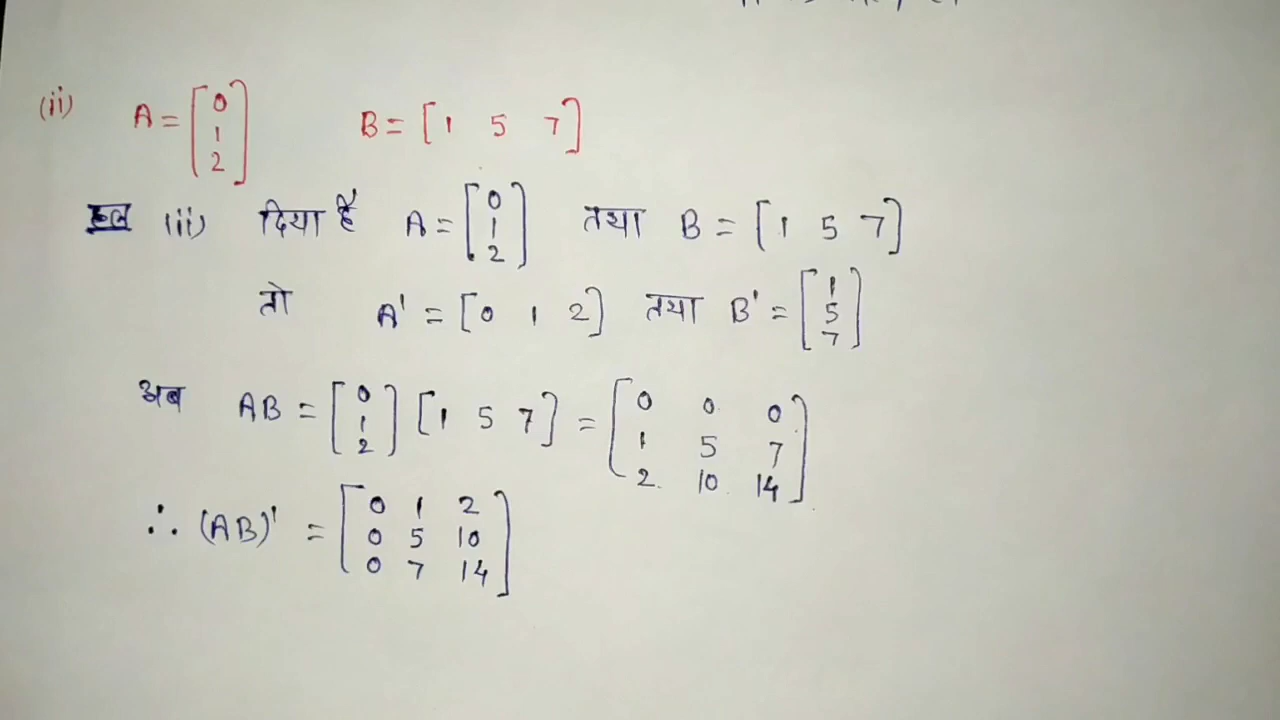 (ii) A = [0 1 2] B = [1 5 7]
हल (ii) दिया है A = [0 1 2] तथा B = [1 5 7]
तो A' = [0 1 2] तथा B' = [1 5 7]
अब AB = [0 1 2] [1 5 7] = [0 0 0
1 5 7
2 10 14]
∴ (AB)' = [0 1 2
0 5 10
0 7 14]